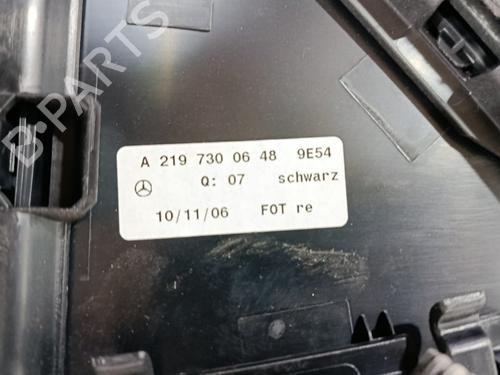 A 219 730 06 48 9E54
Q: 07 schwarz
10/11/06 FOT re
B-PARTS